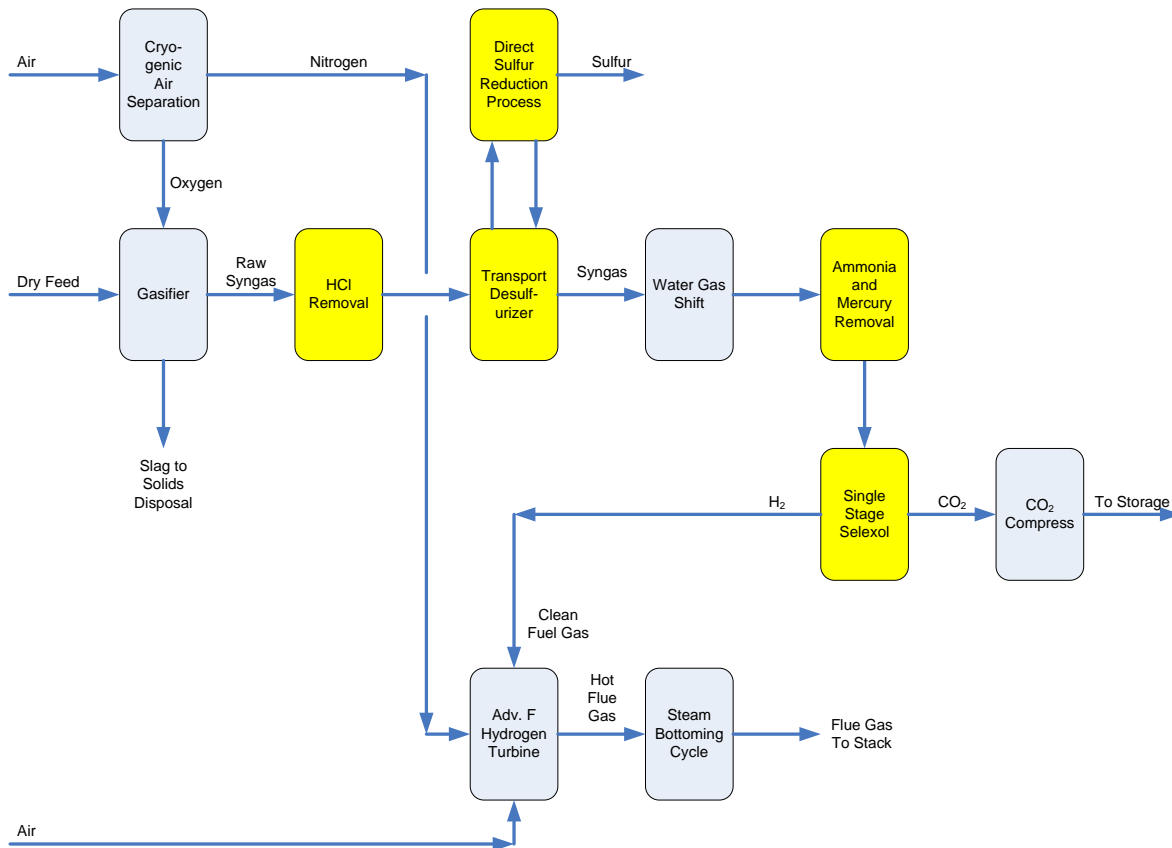 Air
Cryo-
genic
Air
Separation
Nitrogen
Direct
Sulfur
Reduction
Process
Sulfur
Oxygen
Dry Feed
Gasifier
Raw
Syngas
HCl
Removal
Transport
Desulf-
urizer
Syngas
Water Gas
Shift
Ammonia
and
Mercury
Removal
Slag to
Solids
Disposal
H₂
Single
Stage
Selexol
CO₂
CO₂
Compress
To Storage
Clean
Fuel Gas
Adv. F
Hydrogen
Turbine
Hot
Flue
Gas
Steam
Bottoming
Cycle
Flue Gas
To Stack
Air